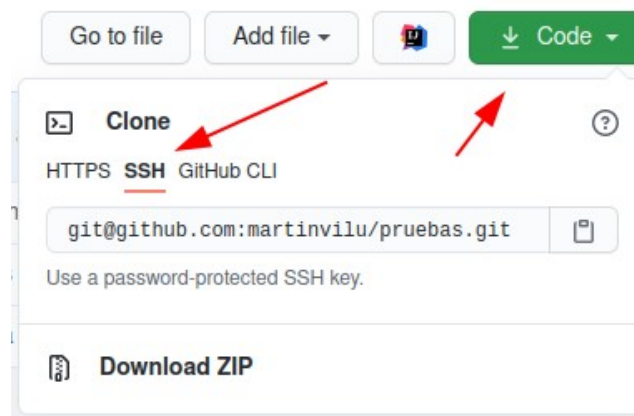 Go to file Add file Code
Clone
HTTPS SSH GitHub CLI
git@github.com:martinvilu/pruebas.git
Use a password-protected SSH key.
Download ZIP